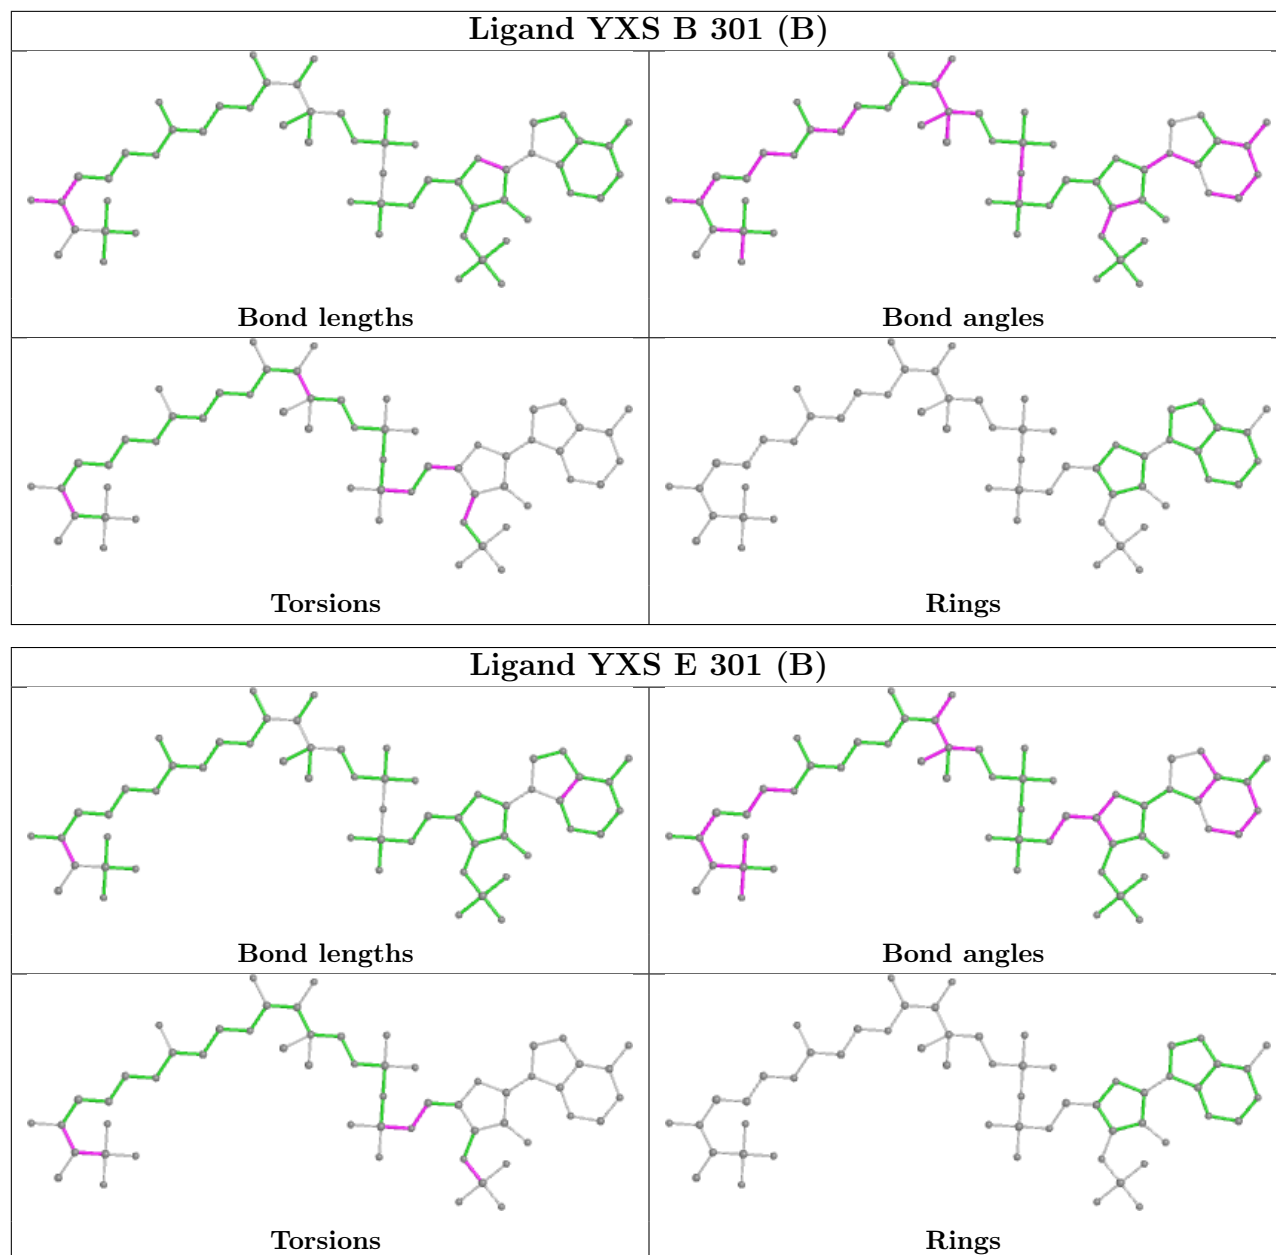 Ligand YXS B 301 (B)
Bond lengths
Bond angles
Torsions
Rings
Ligand YXS E 301 (B)
Bond lengths
Bond angles
Torsions
Rings